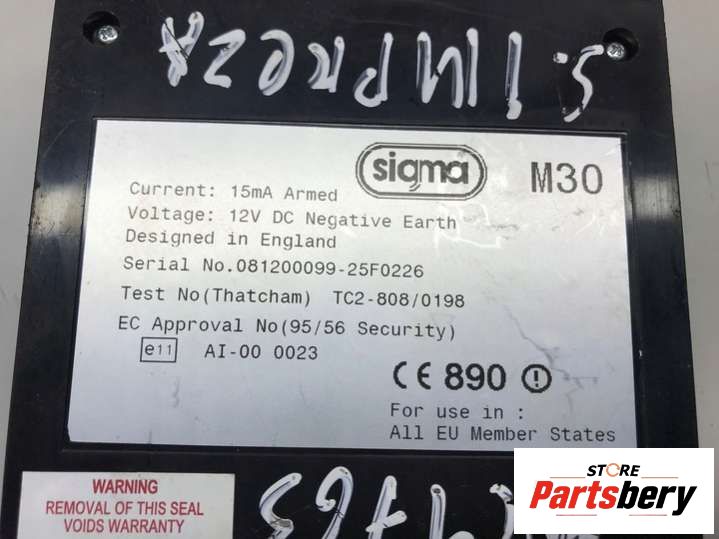 S. IMPREZA
sigma M30
Current: 15mA Armed
Voltage: 12V DC Negative Earth
Designed in England
Serial No.081200099-25F0226
Test No(Thatcham) TC2-808/0198
EC Approval No(95/56 Security)
e11 AI-00 0023
CE 890
For use in :
All EU Member States
WARNING
REMOVAL OF THIS SEAL
VOIDS WARRANTY
STORE
Partsbery